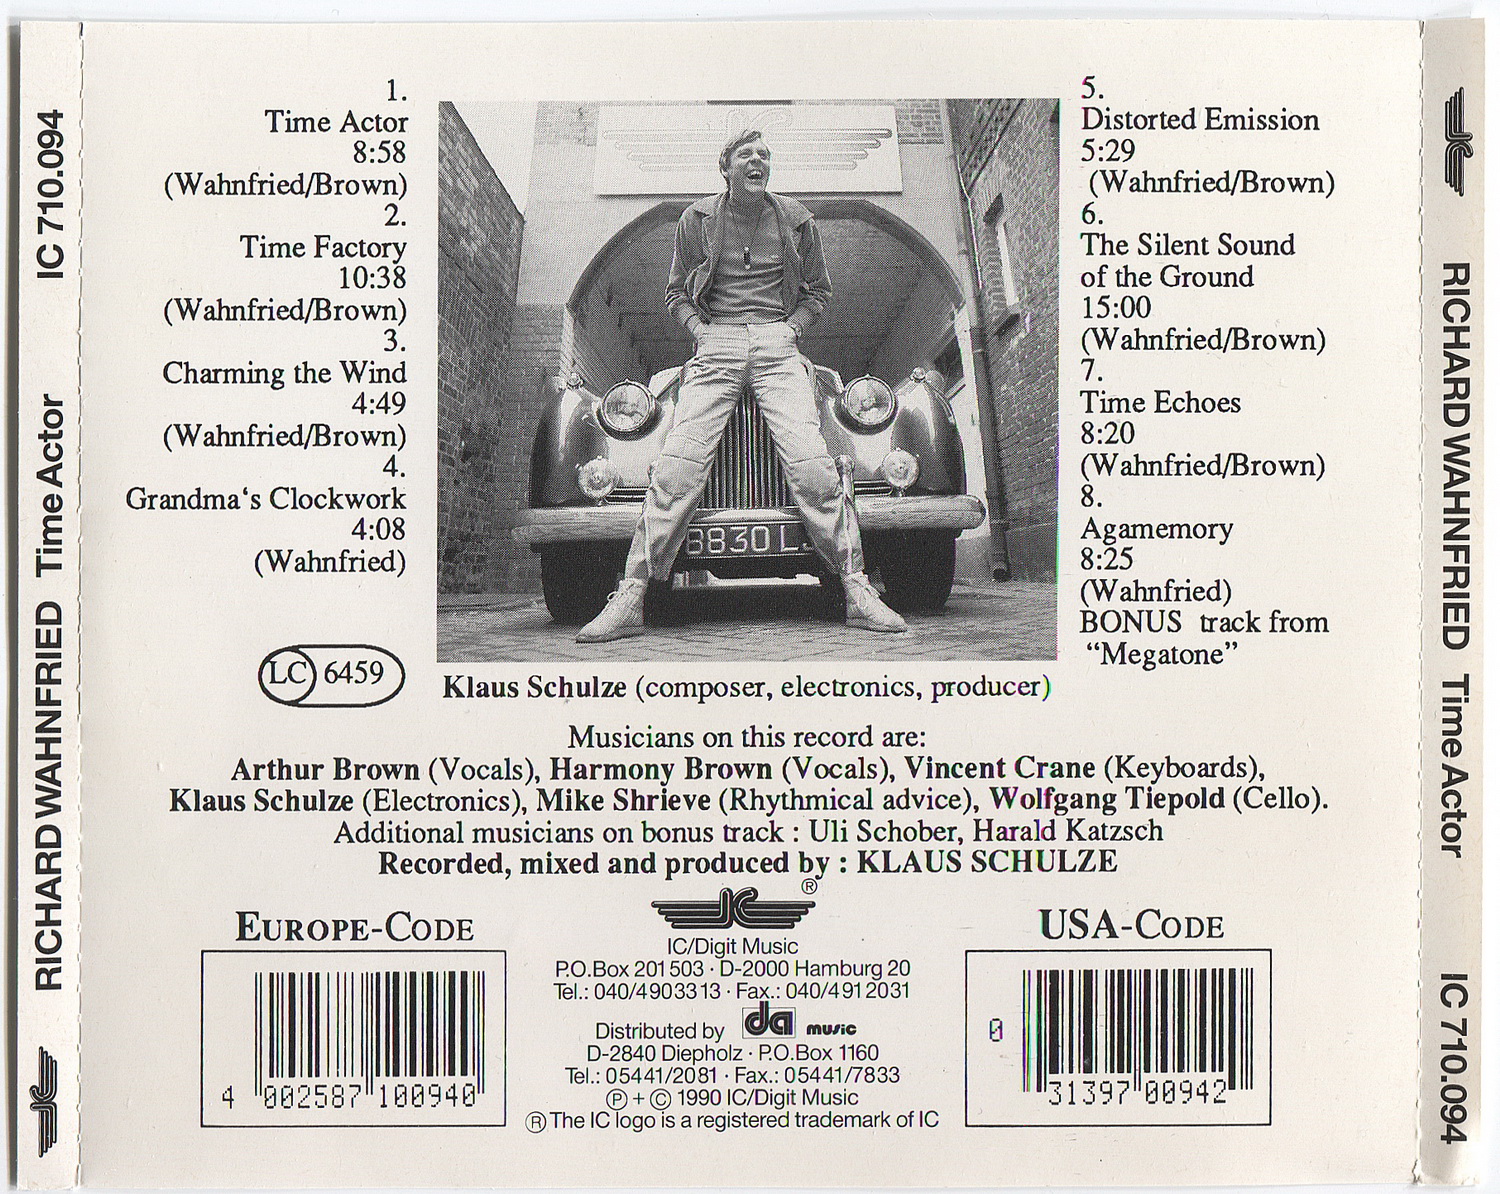 RICHARD WAHNFRIED Time Actor IC 710.094
1.
Time Actor
8:58
(Wahnfried/Brown)
2.
Time Factory
10:38
(Wahnfried/Brown)
3.
Charming the Wind
4:49
(Wahnfried/Brown)
4.
Grandma‘s Clockwork
4:08
(Wahnfried)
LC 6459
8830 L
5.
Distorted Emission
5:29
(Wahnfried/Brown)
6.
The Silent Sound
of the Ground
15:00
(Wahnfried/Brown)
7.
Time Echoes
8:20
(Wahnfried/Brown)
8.
Agamemory
8:25
(Wahnfried)
BONUS track from
“Megatone”
Klaus Schulze (composer, electronics, producer)
Musicians on this record are:
Arthur Brown (Vocals), Harmony Brown (Vocals), Vincent Crane (Keyboards),
Klaus Schulze (Electronics), Mike Shrieve (Rhythmical advice), Wolfgang Tiepold (Cello).
Additional musicians on bonus track : Uli Schober, Harald Katzsch
Recorded, mixed and produced by : KLAUS SCHULZE
EUROPE-CODE
4 002587 100940
IC ®
IC/Digit Music
P.O.Box 201503 · D-2000 Hamburg 20
Tel.: 040/4903313 · Fax.: 040/4912031
Distributed by da music
D-2840 Diepholz · P.O.Box 1160
Tel.: 05441/2081 · Fax.: 05441/7833
Ⓟ + © 1990 IC/Digit Music
® The IC logo is a registered trademark of IC
USA-CODE
0 31397 00942
RICHARD WAHNFRIED Time Actor IC 710.094